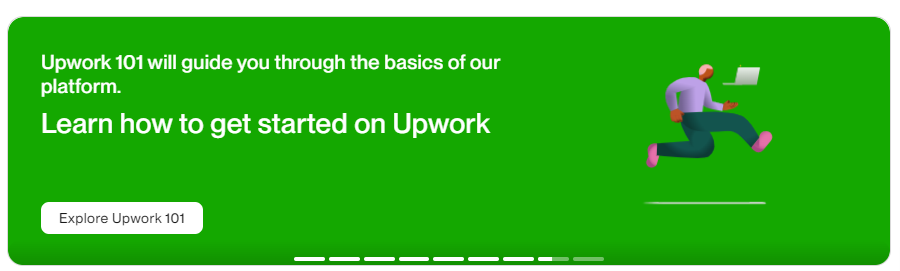 Upwork 101 will guide you through the basics of our
platform.
Learn how to get started on Upwork
Explore Upwork 101